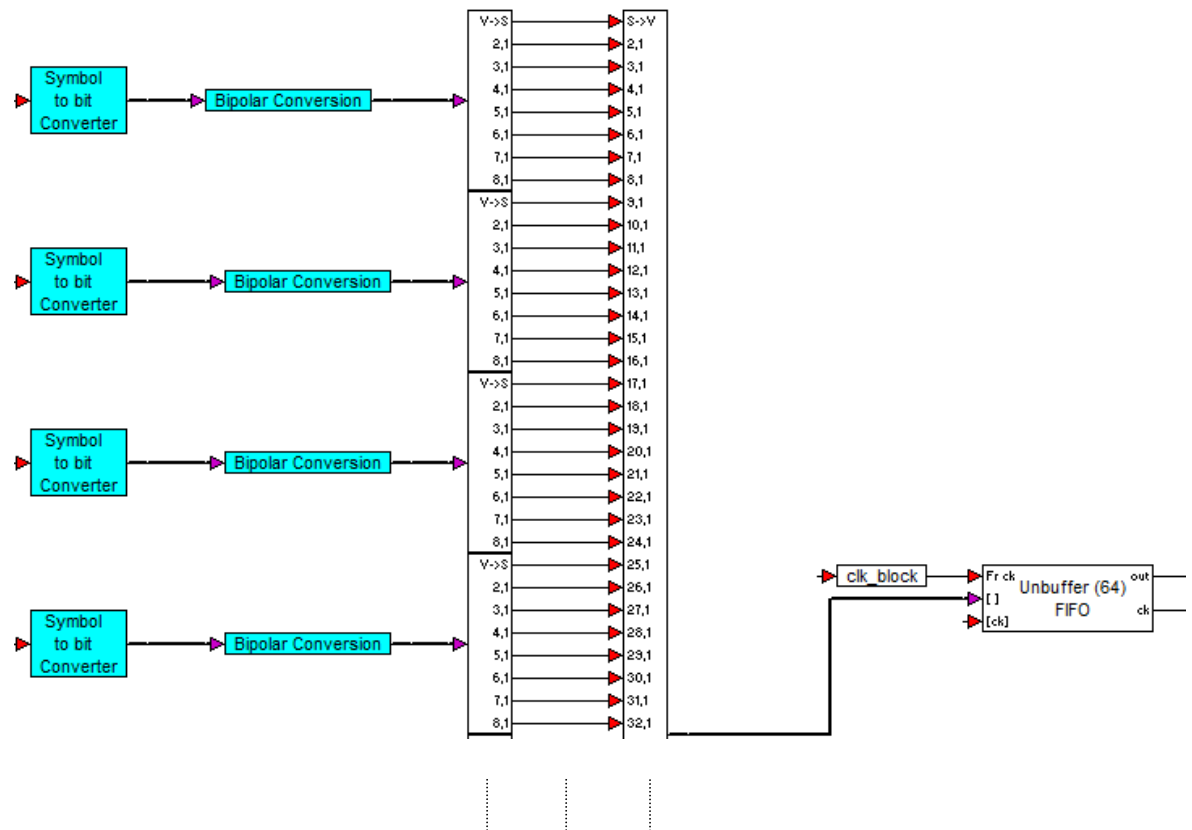 Symbol
to bit
Converter
Bipolar Conversion
Symbol
to bit
Converter
Bipolar Conversion
Symbol
to bit
Converter
Bipolar Conversion
Symbol
to bit
Converter
Bipolar Conversion
V->S
2,1
3,1
4,1
5,1
6,1
7,1
8,1
V->S
2,1
3,1
4,1
5,1
6,1
7,1
8,1
V->S
2,1
3,1
4,1
5,1
6,1
7,1
8,1
V->S
2,1
3,1
4,1
5,1
6,1
7,1
8,1
S->V
2,1
3,1
4,1
5,1
6,1
7,1
8,1
9,1
10,1
11,1
12,1
13,1
14,1
15,1
16,1
17,1
18,1
19,1
20,1
21,1
22,1
23,1
24,1
25,1
26,1
27,1
28,1
29,1
30,1
31,1
32,1
clk_block
Fr ck
[ ]
[ck]
Unbuffer (64)
FIFO
out
ck